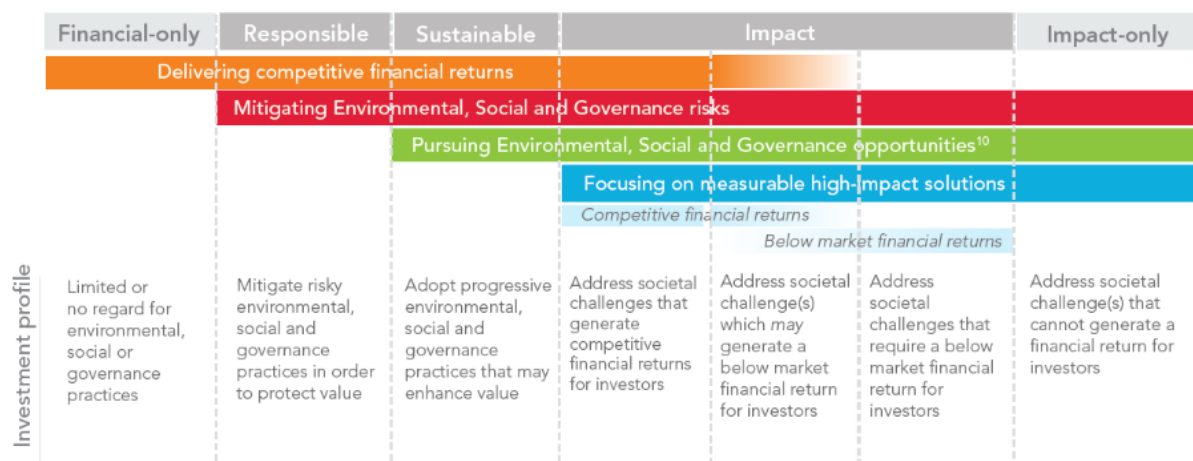 Financial-only
Responsible
Sustainable
Impact
Impact-only
Delivering competitive financial returns
Mitigating Environmental, Social and Governance risks
Pursuing Environmental, Social and Governance opportunities¹⁰
Focusing on measurable high-impact solutions
Competitive financial returns
Below market financial returns
Investment profile
Limited or
no regard for
environmental,
social or
governance
practices
Mitigate risky
environmental,
social and
governance
practices in order
to protect value
Adopt progressive
environmental,
social and
governance
practices that may
enhance value
Address societal
challenges that
generate
competitive
financial returns
for investors
Address societal
challenge(s)
which may
generate a
below market
financial return
for investors
Address
societal
challenges that
require a below
market financial
return for
investors
Address societal
challenge(s) that
cannot generate a
financial return for
investors